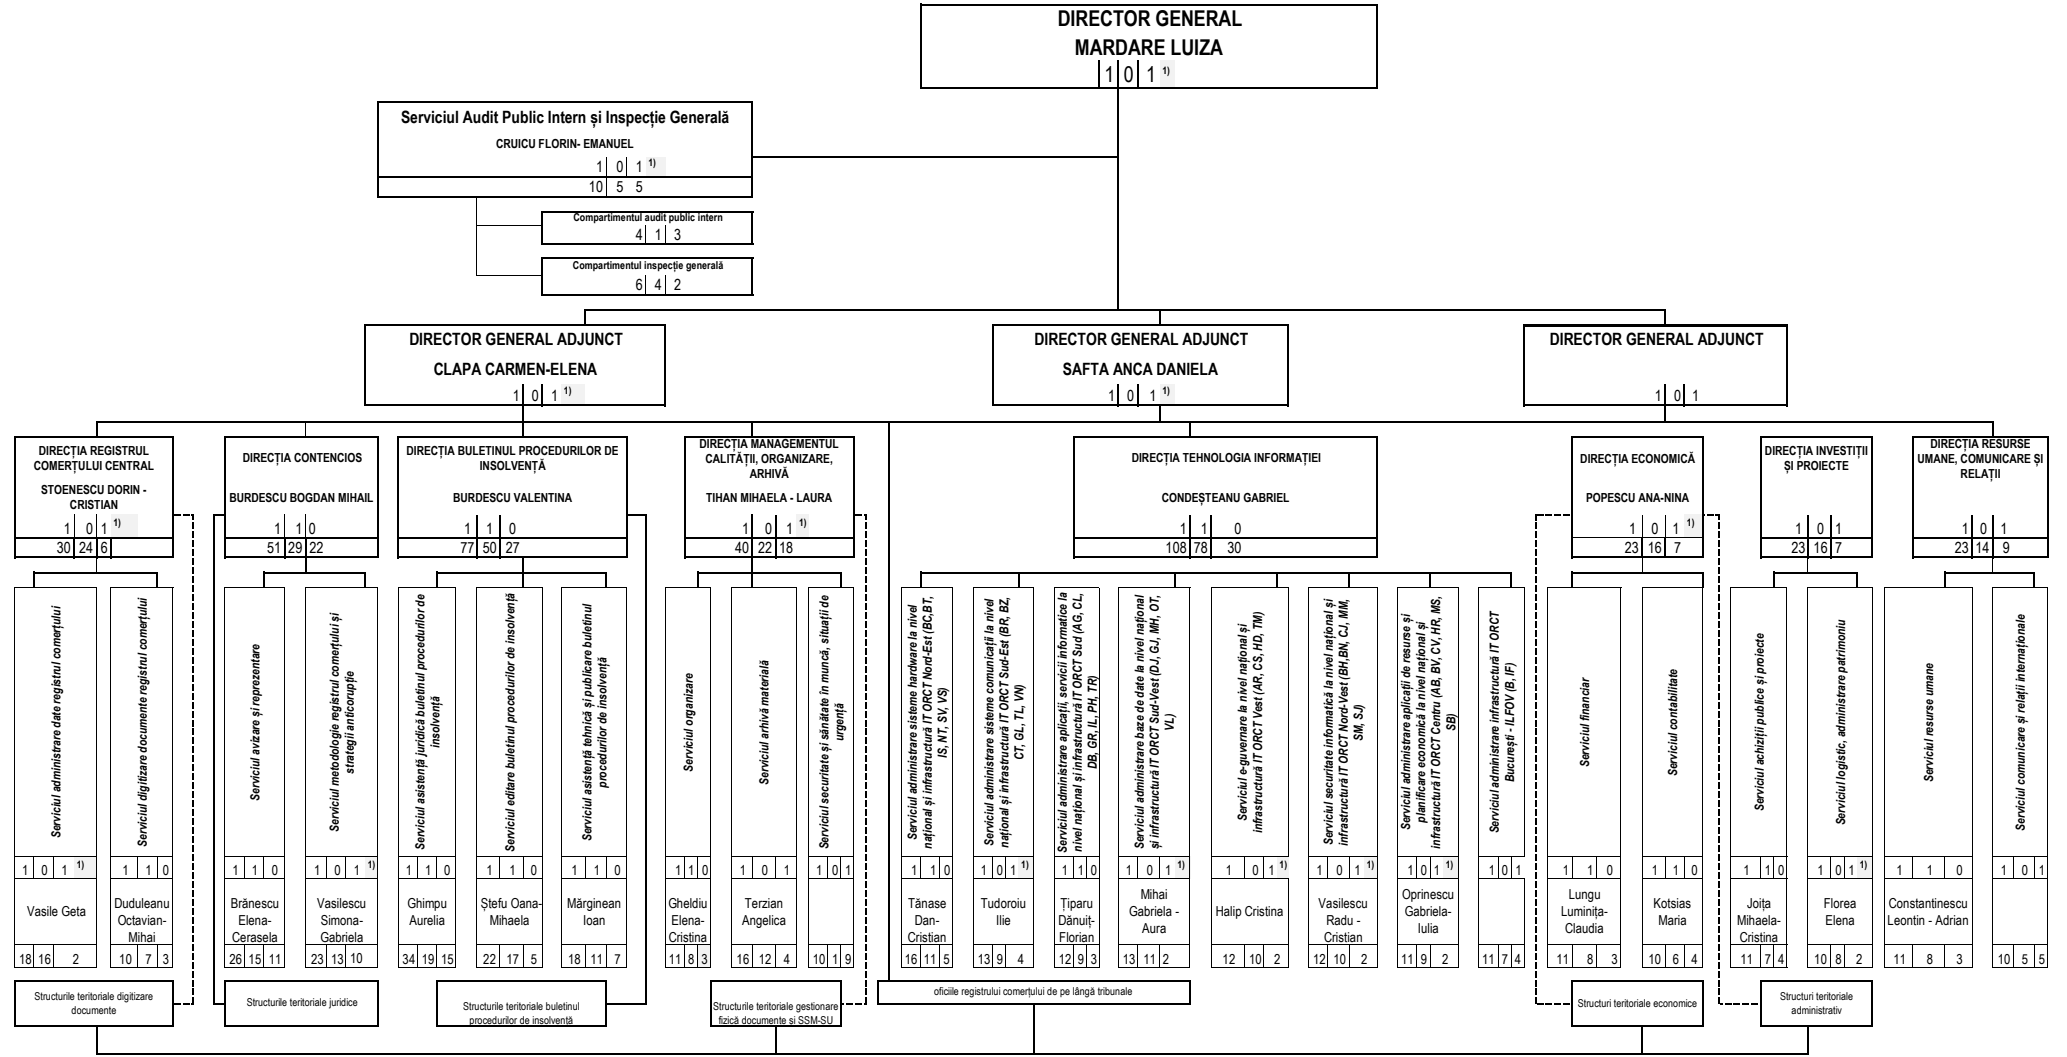 DIRECTOR GENERAL
MARDARE LUIZA
1 0 1 1)
Serviciul Audit Public Intern și Inspecție Generală
CRUICU FLORIN- EMANUEL
1 0 1 1)
10 5 5
Compartimentul audit public intern
4 1 3
Compartimentul inspecție generală
6 4 2
DIRECTOR GENERAL ADJUNCT
CLAPA CARMEN-ELENA
1 0 1 1)
DIRECTOR GENERAL ADJUNCT
SAFTA ANCA DANIELA
1 0 1 1)
DIRECTOR GENERAL ADJUNCT
1 0 1
DIRECȚIA REGISTRUL
COMERȚULUI CENTRAL
STOENESCU DORIN -
CRISTIAN
1 0 1 1)
30 24 6
DIRECȚIA CONTENCIOS
BURDESCU BOGDAN MIHAIL
1 1 0
51 29 22
DIRECȚIA BULETINUL PROCEDURILOR DE
INSOLVENȚĂ
BURDESCU VALENTINA
1 1 0
77 50 27
DIRECȚIA MANAGEMENTUL
CALITĂȚII, ORGANIZARE,
ARHIVĂ
TIHAN MIHAELA - LAURA
1 0 1 1)
40 22 18
DIRECȚIA TEHNOLOGIA INFORMAȚIEI
CONDEȘTEANU GABRIEL
1 1 0
108 78 30
DIRECȚIA ECONOMICĂ
POPESCU ANA-NINA
1 0 1 1)
23 16 7
DIRECȚIA INVESTIȚII
ȘI PROIECTE
1 0 1
23 16 7
DIRECȚIA RESURSE
UMANE, COMUNICARE ȘI
RELAȚII
1 0 1
23 14 9
Serviciul administrare date registrul comerțului
1 0 1 1)
Vasile Geta
18 16 2
Serviciul digitizare documente registrul comerțului
1 1 0
Duduleanu
Octavian-
Mihai
10 7 3
Serviciul avizare și reprezentare
1 1 0
Brănescu
Elena-
Cerasela
26 15 11
Serviciul metodologie registrul comerțului și
strategii anticorupție
1 0 1 1)
Vasilescu
Simona-
Gabriela
23 13 10
Serviciul asistență juridică buletinul procedurilor de
insolvență
1 1 0
Ghimpu
Aurelia
34 19 15
Serviciul editare buletinul procedurilor de insolvență
1 1 0
Ștefu Oana-
Mihaela
22 17 5
Serviciul asistență tehnică și publicare buletinul
procedurilor de insolvență
1 1 0
Mărginean
Ioan
18 11 7
Serviciul organizare
1 1 0
Gheldiu
Elena-
Cristina
11 8 3
Serviciul arhivă materială
1 0 1
Terzian
Angelica
16 12 4
Serviciul securitate și sănătate în muncă, situații de
urgență
1 0 1
10 1 9
Serviciul administrare sisteme hardware la nivel
național și infrastructură IT ORCT Nord-Est (BC,BT,
IS, NT, SV, VS)
1 1 0
Tănase
Dan-
Cristian
16 11 5
Serviciul administrare sisteme comunicații la nivel
național și infrastructură IT ORCT Sud-Est (BR, BZ,
CT, GL, TL, VN)
1 0 1 1)
Tudoroiu
Ilie
13 9 4
Serviciul administrare aplicații, servicii informatice la
nivel național și infrastructură IT ORCT Sud (AG, CL,
DB, GR, IL, PH, TR)
1 1 0
Țiparu
Dănuiț-
Florian
12 9 3
Serviciul administrare baze de date la nivel național
și infrastructură IT ORCT Sud-Vest (DJ, GJ, MH, OT,
VL)
1 0 1 1)
Mihai
Gabriela -
Aura
13 11 2
Serviciul e-guvernare la nivel național și
infrastructură IT ORCT Vest (AR, CS, HD, TM)
1 0 1 1)
Halip Cristina
12 10 2
Serviciul securitate informatică la nivel național și
infrastructură IT ORCT Nord-Vest (BH,BN, CJ, MM,
SM, SJ)
1 0 1 1)
Vasilescu
Radu -
Cristian
12 10 2
Serviciul administrare aplicații de resurse și
planificare economică la nivel național și
infrastructură IT ORCT Centru (AB, BV, CV, HR, MS,
SB)
1 0 1 1)
Oprinescu
Gabriela-
Iulia
11 9 2
Serviciul administrare infrastructură IT ORCT
București - ILFOV (B, IF)
1 0 1
11 7 4
Serviciul financiar
1 1 0
Lungu
Luminița-
Claudia
11 8 3
Serviciul contabilitate
1 1 0
Kotsias
Maria
10 6 4
Serviciul achiziții publice și proiecte
1 1 0
Joița
Mihaela-
Cristina
11 7 4
Serviciul logistic, administrare patrimoniu
1 0 1 1)
Florea
Elena
10 8 2
Serviciul resurse umane
1 1 0
Constantinescu
Leontin - Adrian
11 8 3
Serviciul comunicare și relații internaționale
1 0 1
10 5 5
Structurile teritoriale digitizare
documente
Structurile teritoriale juridice
Structurile teritoriale buletinul
procedurilor de insolvență
Structurile teritoriale gestionare
fizică documente si SSM-SU
oficiile registrului comerțului de pe lângă tribunale
Structuri teritoriale economice
Structuri teritoriale
administrativ